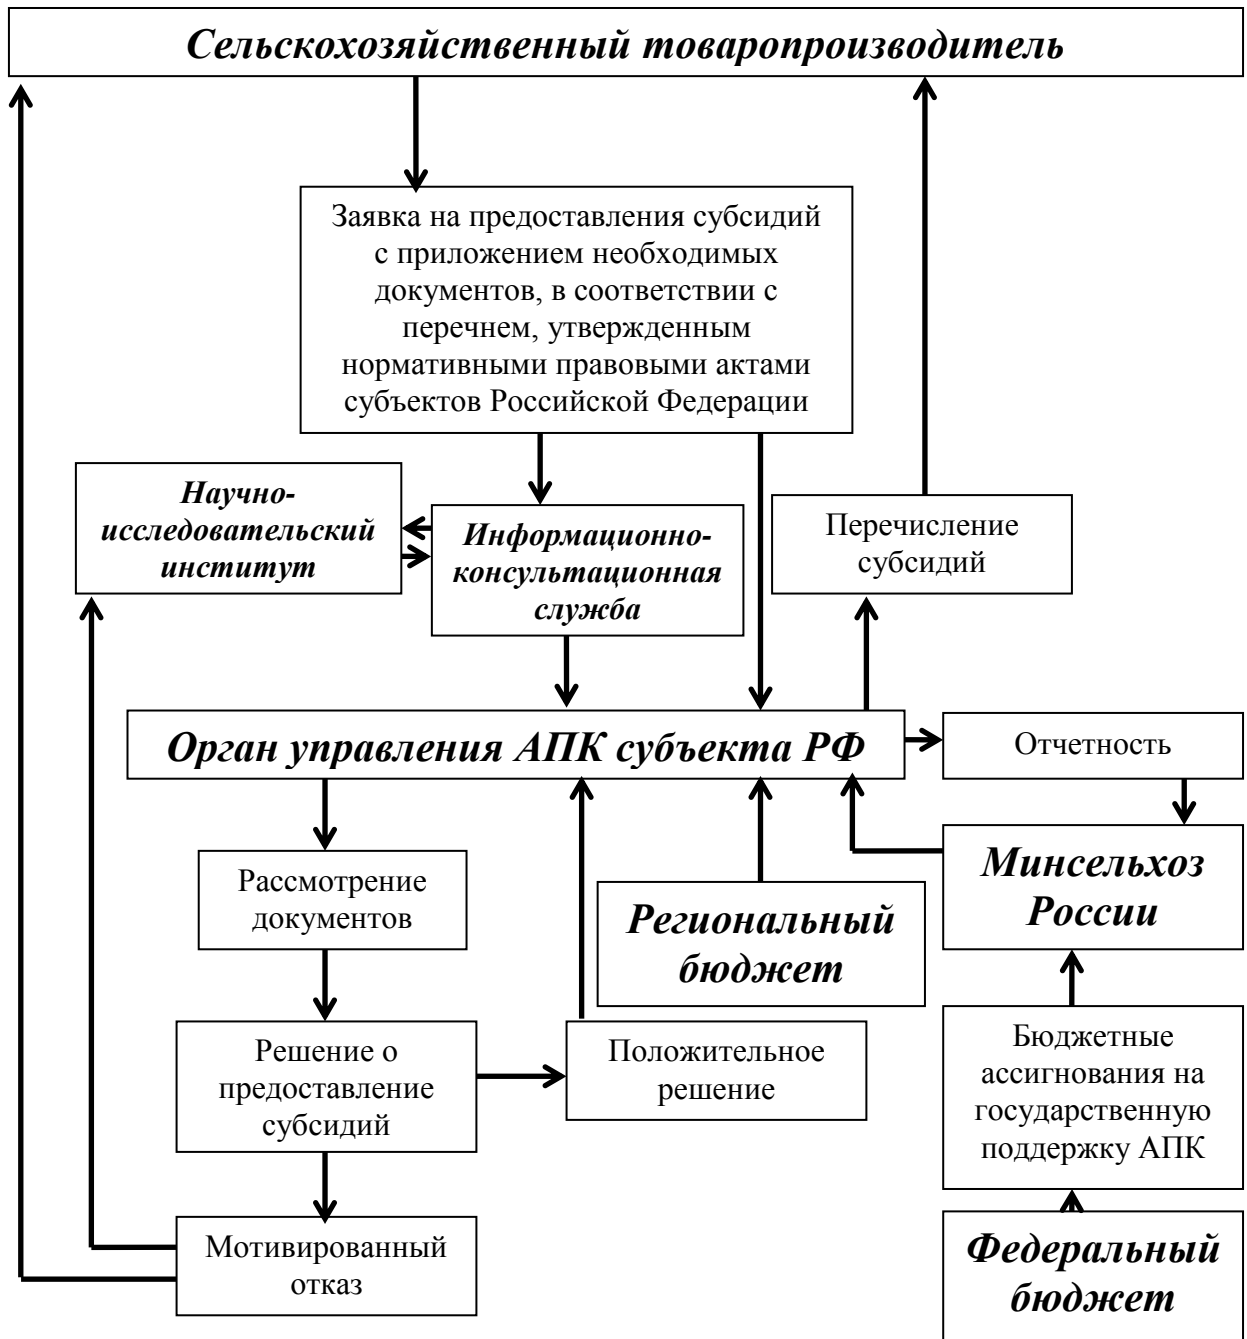 Сельскохозяйственный товаропроизводитель
Заявка на предоставления субсидий
с приложением необходимых
документов, в соответствии с
перечнем, утвержденным
нормативными правовыми актами
субъектов Российской Федерации
Научно-
исследовательский
институт
Информационно-
консультационная
служба
Перечисление
субсидий
Орган управления АПК субъекта РФ
Отчетность
Рассмотрение
документов
Региональный
бюджет
Минсельхоз
России
Решение о
предоставление
субсидий
Положительное
решение
Бюджетные
ассигнования на
государственную
поддержку АПК
Мотивированный
отказ
Федеральный
бюджет